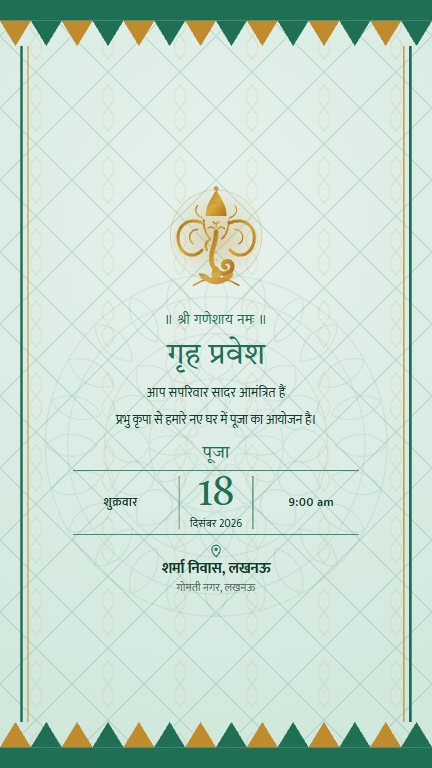 ॥ श्री गणेशाय नमः ॥
गृह प्रवेश
आप सपरिवार सादर आमंत्रित हैं
प्रभु कृपा से हमारे नए घर में पूजा का आयोजन है।
पूजा
शुक्रवार
18
दिसंबर 2026
9:00 am
शर्मा निवास, लखनऊ
गोमती नगर, लखनऊ